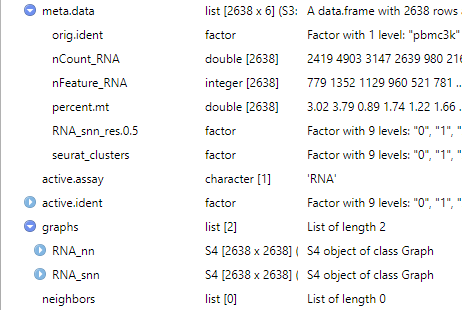 meta.data list [2638 x 6] (S3: A data.frame with 2638 rows
orig.ident factor Factor with 1 level: "pbmc3k"
nCount_RNA double [2638] 2419 4903 3147 2639 980 216
nFeature_RNA integer [2638] 779 1352 1129 960 521 781 ..
percent.mt double [2638] 3.02 3.79 0.89 1.74 1.22 1.66 .
RNA_snn_res.0.5 factor Factor with 9 levels: "0", "1", "
seurat_clusters factor Factor with 9 levels: "0", "1", "
active.assay character [1] 'RNA'
active.ident factor Factor with 9 levels: "0", "1", "
graphs list [2] List of length 2
RNA_nn S4 [2638 x 2638] ( S4 object of class Graph
RNA_snn S4 [2638 x 2638] ( S4 object of class Graph
neighbors list [0] List of length 0